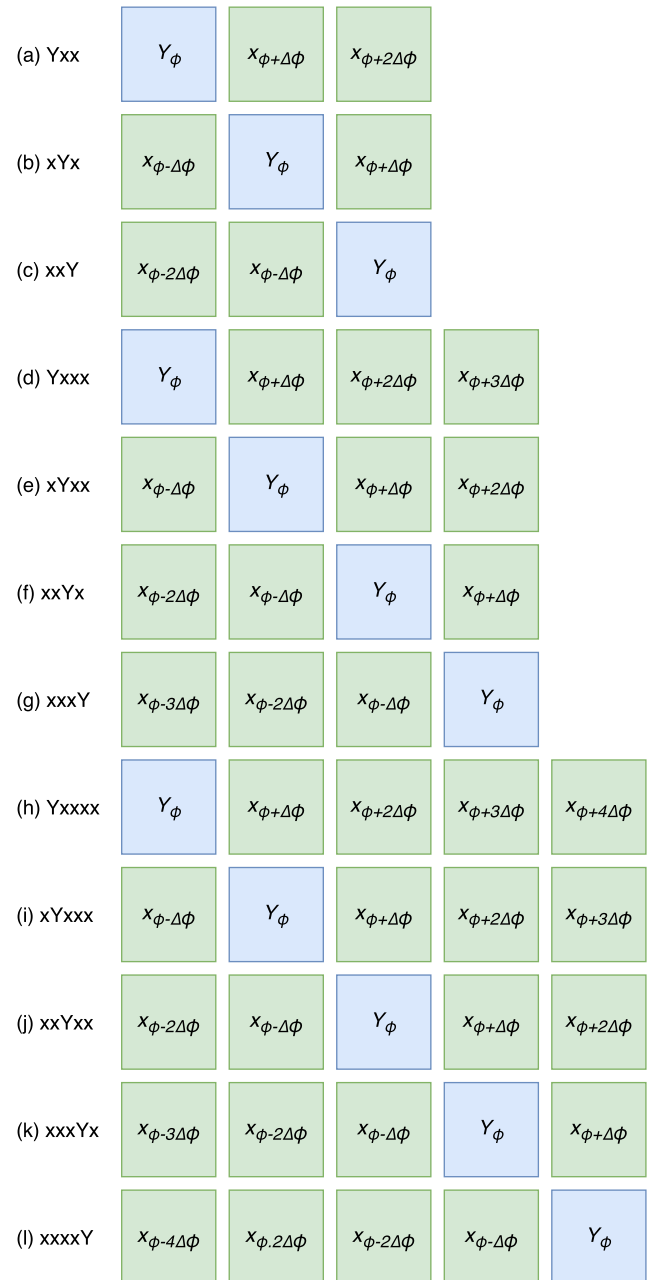 (a) Yxx Yϕ xϕ+Δϕ xϕ+2Δϕ
(b) xYx xϕ-Δϕ Yϕ xϕ+Δϕ
(c) xxY xϕ-2Δϕ xϕ-Δϕ Yϕ
(d) Yxxx Yϕ xϕ+Δϕ xϕ+2Δϕ xϕ+3Δϕ
(e) xYxx xϕ-Δϕ Yϕ xϕ+Δϕ xϕ+2Δϕ
(f) xxYx xϕ-2Δϕ xϕ-Δϕ Yϕ xϕ+Δϕ
(g) xxxY xϕ-3Δϕ xϕ-2Δϕ xϕ-Δϕ Yϕ
(h) Yxxxx Yϕ xϕ+Δϕ xϕ+2Δϕ xϕ+3Δϕ xϕ+4Δϕ
(i) xYxxx xϕ-Δϕ Yϕ xϕ+Δϕ xϕ+2Δϕ xϕ+3Δϕ
(j) xxYxx xϕ-2Δϕ xϕ-Δϕ Yϕ xϕ+Δϕ xϕ+2Δϕ
(k) xxxYx xϕ-3Δϕ xϕ-2Δϕ xϕ-Δϕ Yϕ xϕ+Δϕ
(l) xxxxY xϕ-4Δϕ xϕ.2Δϕ xϕ-2Δϕ xϕ-Δϕ Yϕ